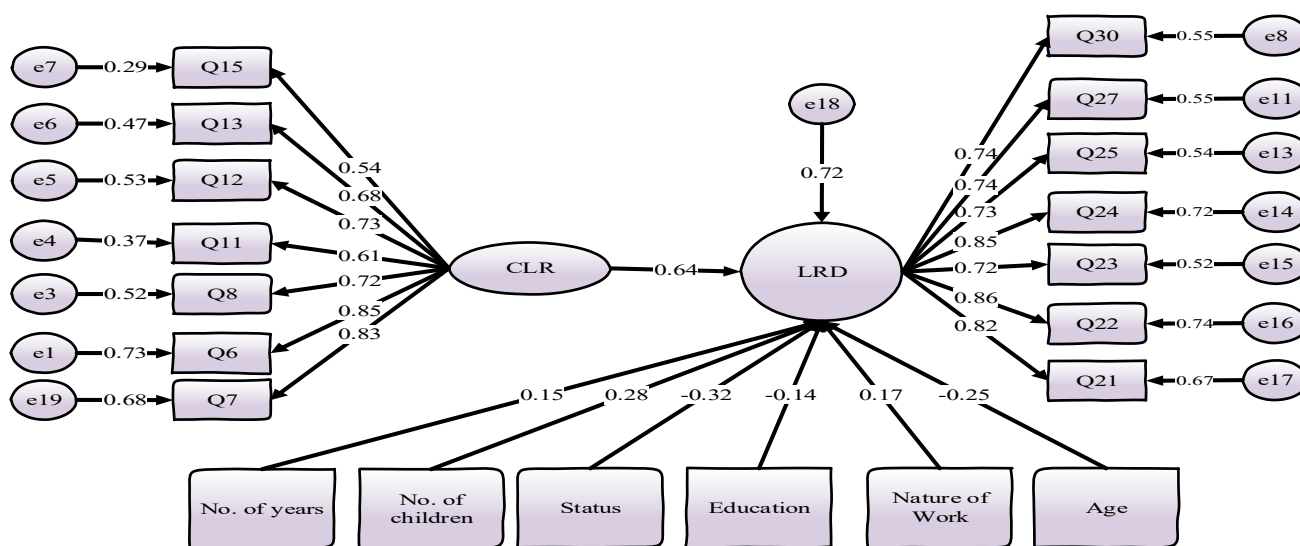 e7 0.29 Q15
e6 0.47 Q13
e5 0.53 Q12
e4 0.37 Q11
e3 0.52 Q8
e1 0.73 Q6
e19 0.68 Q7
0.54
0.68
0.73
0.61
0.72
0.85
0.83
CLR 0.64 LRD
e18
0.72
0.74
0.74
0.73
0.85
0.72
0.86
0.82
Q30 0.55 e8
Q27 0.55 e11
Q25 0.54 e13
Q24 0.72 e14
Q23 0.52 e15
Q22 0.74 e16
Q21 0.67 e17
0.15 0.28 -0.32 -0.14 0.17 -0.25
No. of years
No. of
children
Status
Education
Nature of
Work
Age